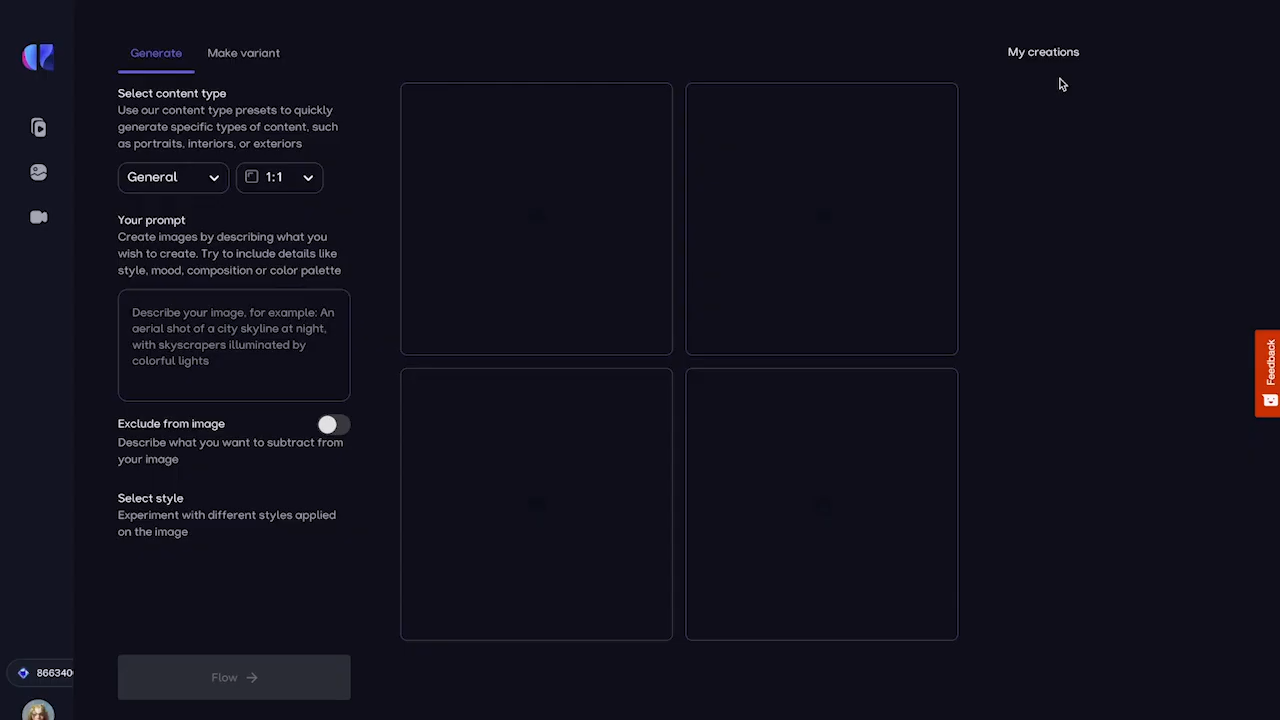 Generate
Make variant
My creations
Select content type
Use our content type presets to quickly
generate specific types of content, such
as portraits, interiors, or exteriors
General
1:1
Your prompt
Create images by describing what you
wish to create. Try to include details like
style, mood, composition or color palette
Describe your image, for example: An
aerial shot of a city skyline at night,
with skyscrapers illuminated by
colorful lights
Exclude from image
Describe what you want to subtract from
your image
Select style
Experiment with different styles applied
on the image
Flow
Feedback